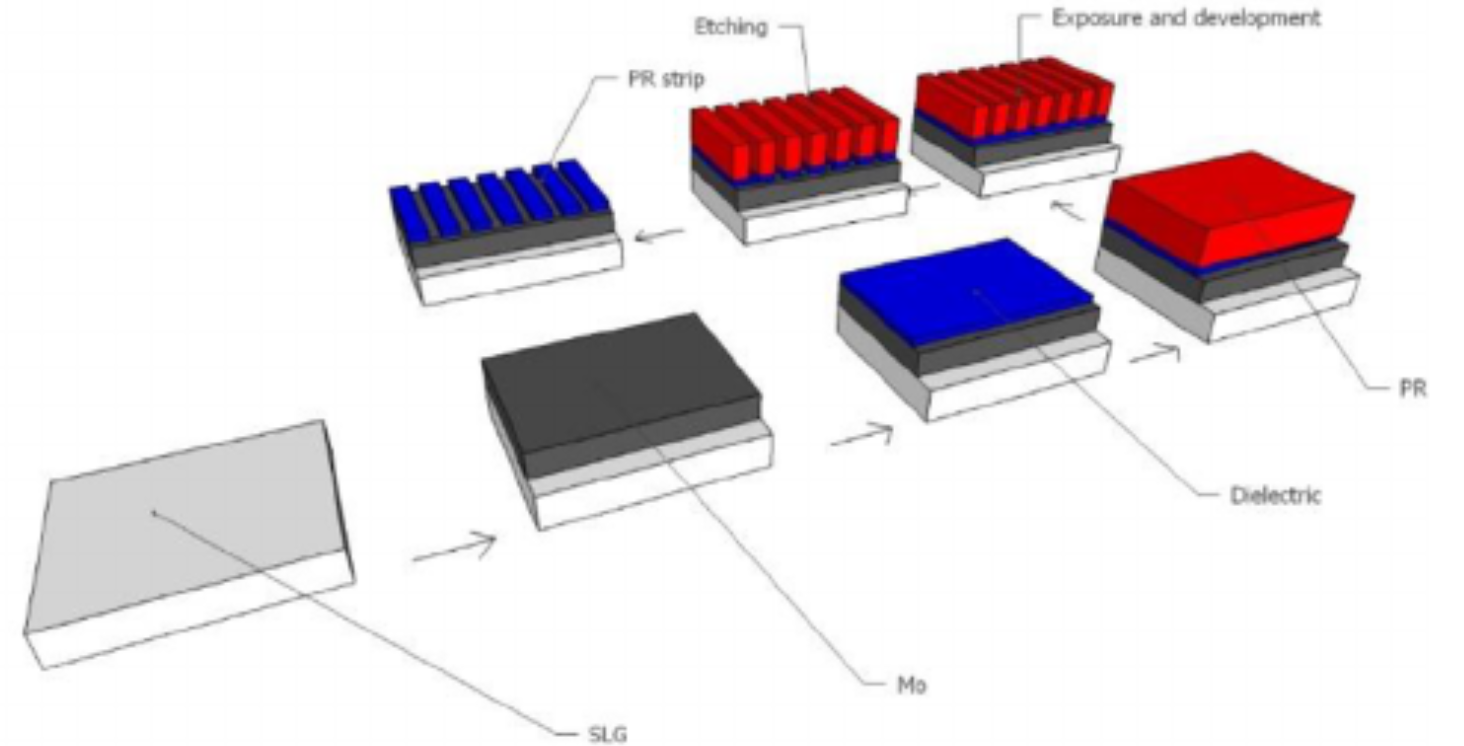 Exposure and development
Etching
PR strip
PR
Dielectric
Mo
SLG